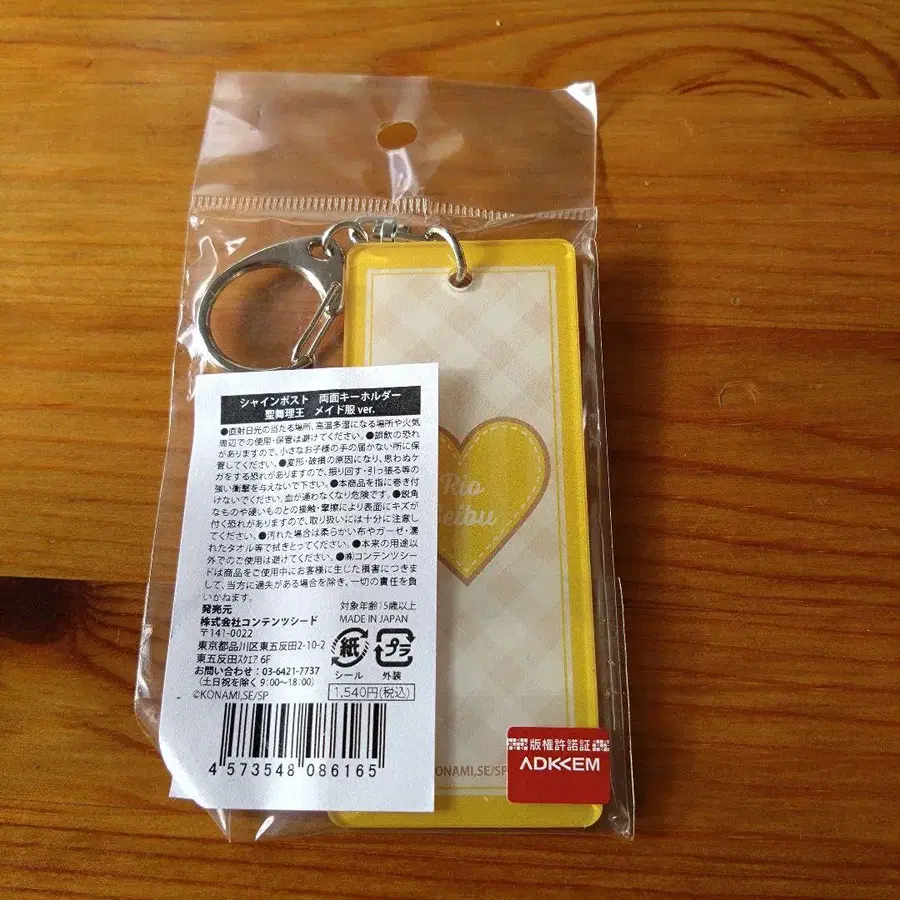 シャインポスト 両面キーホルダー
聖舞理王 メイド服 ver.
●直射日光の当たる場所、高温多湿になる場所や火気
周辺での使用・保管は避けてください。●誤飲の恐れ
がありますので、小さなお子様の手の届かない所に保
管してください。●変形・破損の原因になり、思わぬケ
ガをする恐れがありますので、振り回す・引っ張る等の
強い衝撃を与えないで下さい。●本商品を指に巻き付
けないでください。血が通わなくなり危険です。●鋭角
なものや硬いものとの接触・摩擦により表面にキズが
付く恐れがありますので、取り扱いには十分に注意し
てください。●汚れた場合は柔らかい布やガーゼ・濡
れたタオル等で拭きとってください。●本来の用途以
外でのご使用は避けてください。●㈱コンテンツシー
ドは商品をご使用中にお客様に生じた損害につきま
して、当方に過失がある場合を除き、一切の責任を負
いかねます。
発売元
株式会社コンテンツシード
〒141-0022
東京都品川区東五反田2-10-2
東五反田スクエア 6F
お問い合わせ：03-6421-7737
（土日祝を除く 9:00～18:00）
©KONAMI,SE/SP
対象年齢15歳以上
MADE IN JAPAN
紙 プラ
シール 外装
1,540円(税込)
4 573548 086165
Rio
eibu
ONAMI,SE/SP
版権許諾証
ADKEM